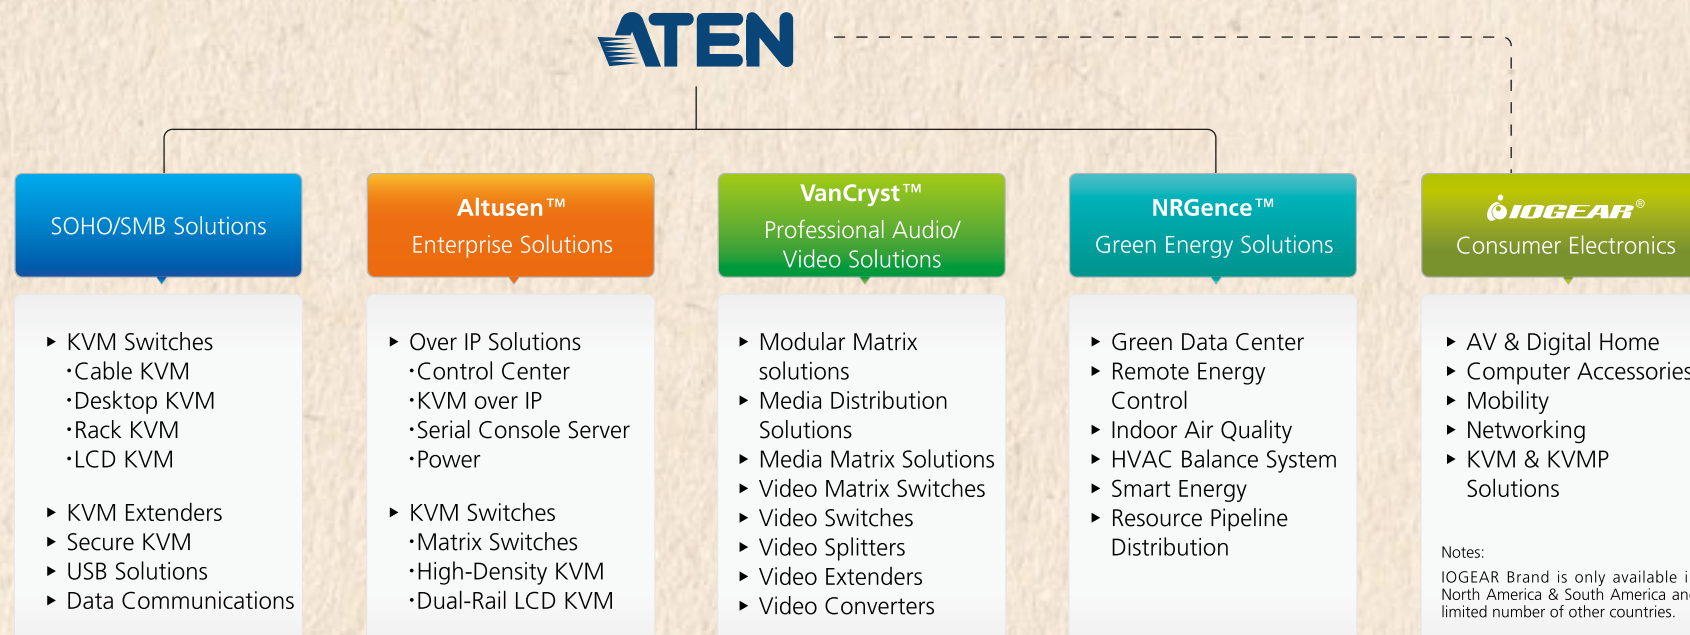 ATEN
SOHO/SMB Solutions
KVM Switches
·Cable KVM
·Desktop KVM
·Rack KVM
·LCD KVM
KVM Extenders
Secure KVM
USB Solutions
Data Communications
Altusen™
Enterprise Solutions
Over IP Solutions
·Control Center
·KVM over IP
·Serial Console Server
·Power
KVM Switches
·Matrix Switches
·High-Density KVM
·Dual-Rail LCD KVM
VanCryst™
Professional Audio/
Video Solutions
Modular Matrix
solutions
Media Distribution
Solutions
Media Matrix Solutions
Video Matrix Switches
Video Switches
Video Splitters
Video Extenders
Video Converters
NRGence™
Green Energy Solutions
Green Data Center
Remote Energy
Control
Indoor Air Quality
HVAC Balance System
Smart Energy
Resource Pipeline
Distribution
IOGEAR®
Consumer Electronics
AV & Digital Home
Computer Accessories
Mobility
Networking
KVM & KVMP
Solutions
Notes:
IOGEAR Brand is only available i
North America & South America an
limited number of other countries.